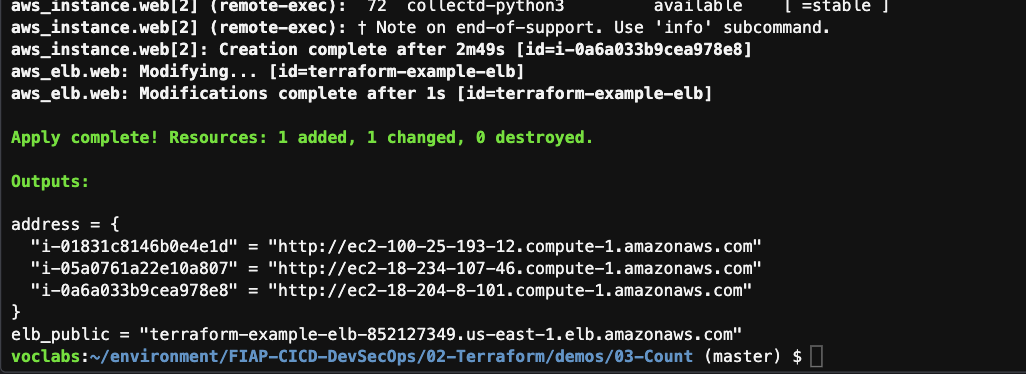 aws_instance.web[2] (remote-exec):  72  collectd-python3         available    [ =stable ]
aws_instance.web[2] (remote-exec): † Note on end-of-support. Use 'info' subcommand.
aws_instance.web[2]: Creation complete after 2m49s [id=i-0a6a033b9cea978e8]
aws_elb.web: Modifying... [id=terraform-example-elb]
aws_elb.web: Modifications complete after 1s [id=terraform-example-elb]
Apply complete! Resources: 1 added, 1 changed, 0 destroyed.
Outputs:
address = {
  "i-01831c8146b0e4e1d" = "http://ec2-100-25-193-12.compute-1.amazonaws.com"
  "i-05a0761a22e10a807" = "http://ec2-18-234-107-46.compute-1.amazonaws.com"
  "i-0a6a033b9cea978e8" = "http://ec2-18-204-8-101.compute-1.amazonaws.com"
}
elb_public = "terraform-example-elb-852127349.us-east-1.elb.amazonaws.com"
voclabs:~/environment/FIAP-CICD-DevSecOps/02-Terraform/demos/03-Count (master) $